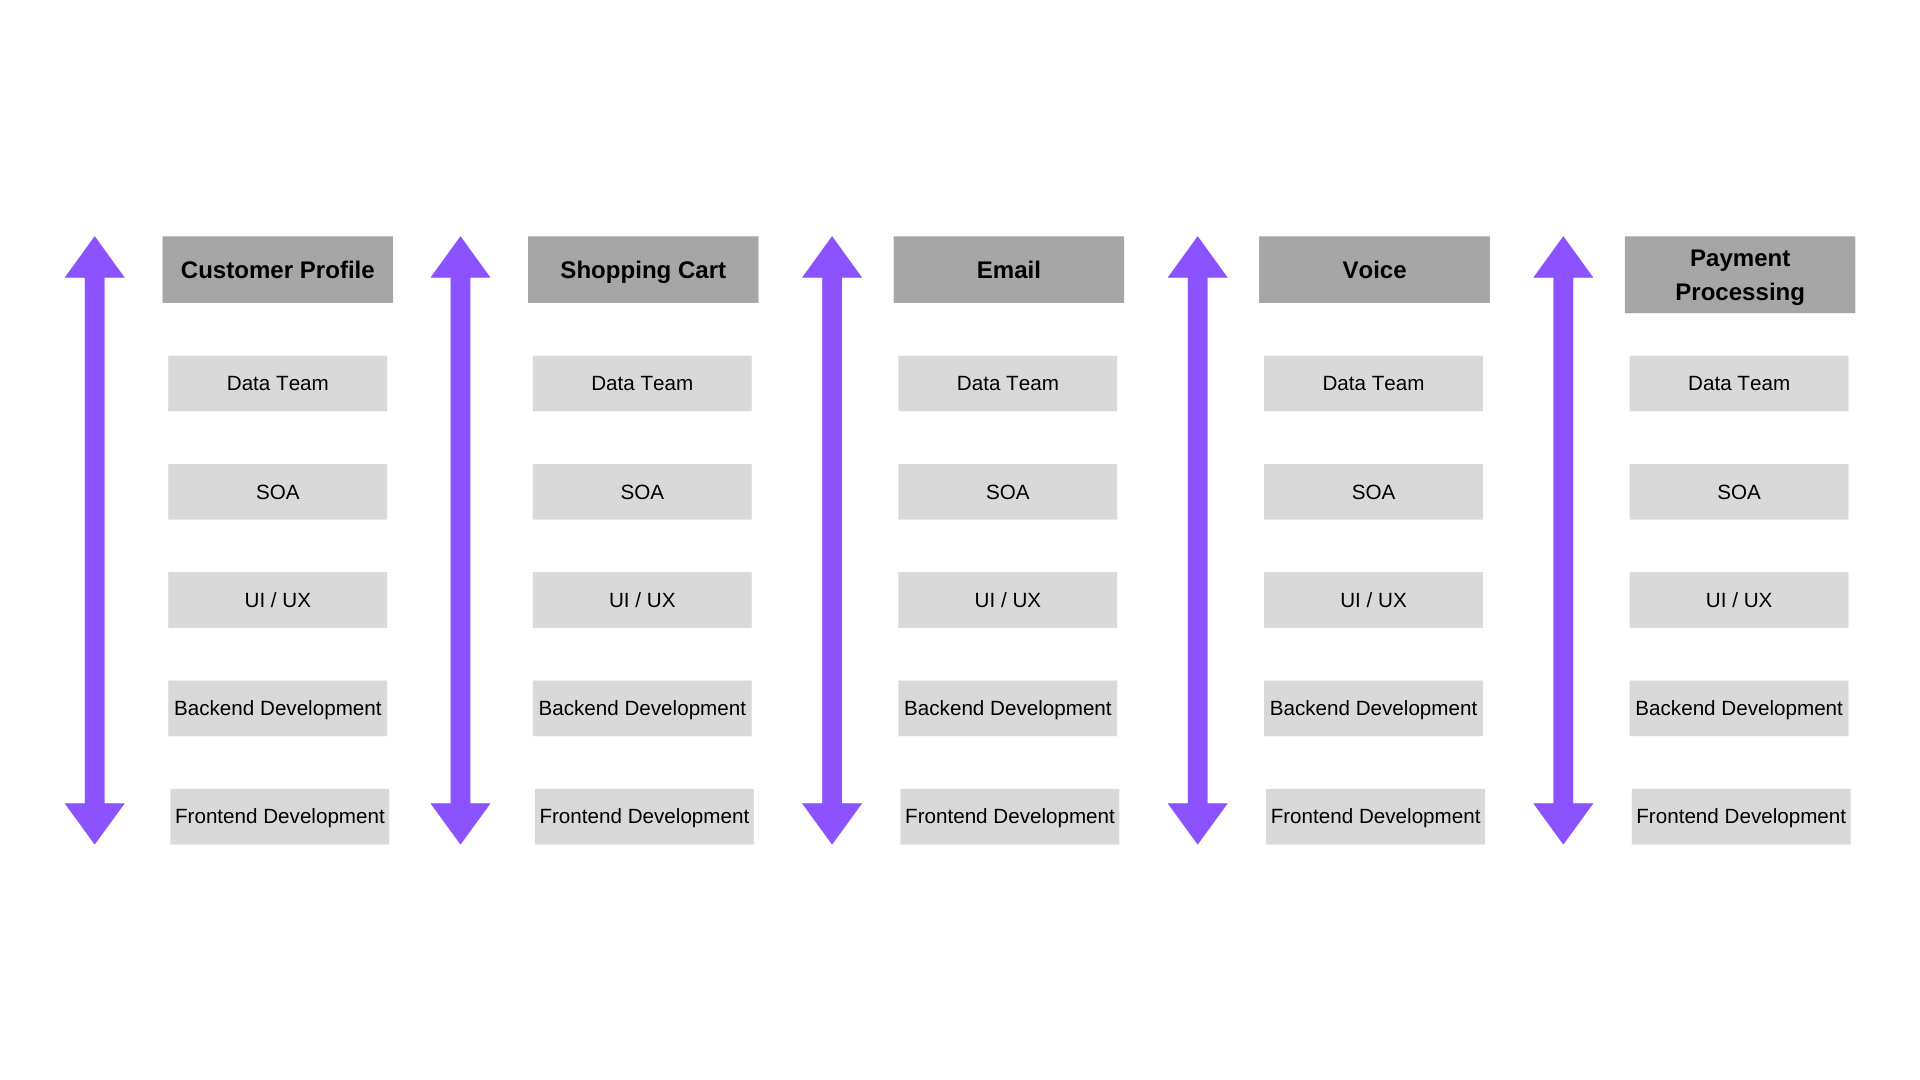 Customer Profile
Shopping Cart
Email
Voice
Payment
Processing
Data Team
Data Team
Data Team
Data Team
Data Team
SOA
SOA
SOA
SOA
SOA
UI / UX
UI / UX
UI / UX
UI / UX
UI / UX
Backend Development
Backend Development
Backend Development
Backend Development
Backend Development
Frontend Development
Frontend Development
Frontend Development
Frontend Development
Frontend Development